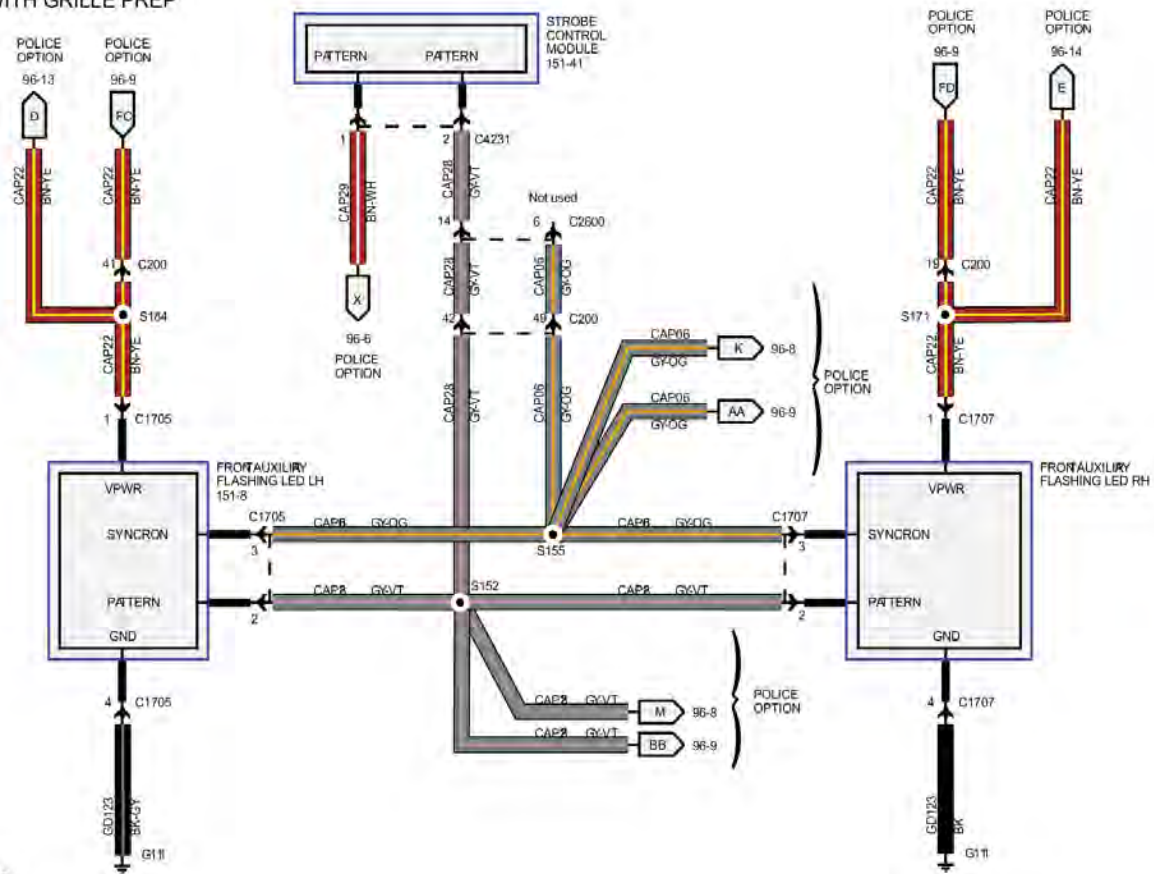 WITH GRILLE PREP
POLICE
OPTION
96-13
D
CAP22
BN-YE
POLICE
OPTION
96-9
FC
CAP22
BN-YE
41
C200
S184
CAP22
BN-YE
1
C1705
PATTERN
PATTERN
STROBE
CONTROL
MODULE
151-41
1
2
C4231
CAP29
BN-WH
X
96-6
POLICE
OPTION
CAP28
GY-VT
14
CAP28
GY-VT
42
CAP28
GY-VT
Not used
6
C2600
CAP06
GY-OG
49
C200
CAP06
GY-OG
CAP06
GY-OG
K
96-8
CAP06
GY-OG
AA
96-9
POLICE
OPTION
POLICE
OPTION
96-9
FD
CAP22
BN-YE
19
C200
S171
CAP22
BN-YE
1
C1707
POLICE
OPTION
96-14
E
CAP22
BN-YE
VPWR
SYNCRON
PATTERN
GND
FRONT AUXILIRY
FLASHING LED LH
151-8
C1705
3
CAP6
GY-OG
S155
CAP6
GY-OG
C1707
3
2
CAP2
GY-VT
S152
CAP2
GY-VT
2
VPWR
SYNCRON
PATTERN
GND
FRONT AUXILIRY
FLASHING LED RH
CAP2
GY-VT
M
96-8
CAP2
GY-VT
BB
96-9
POLICE
OPTION
4
C1705
GD123
BK-GY
G111
4
C1707
GD123
BK
G111